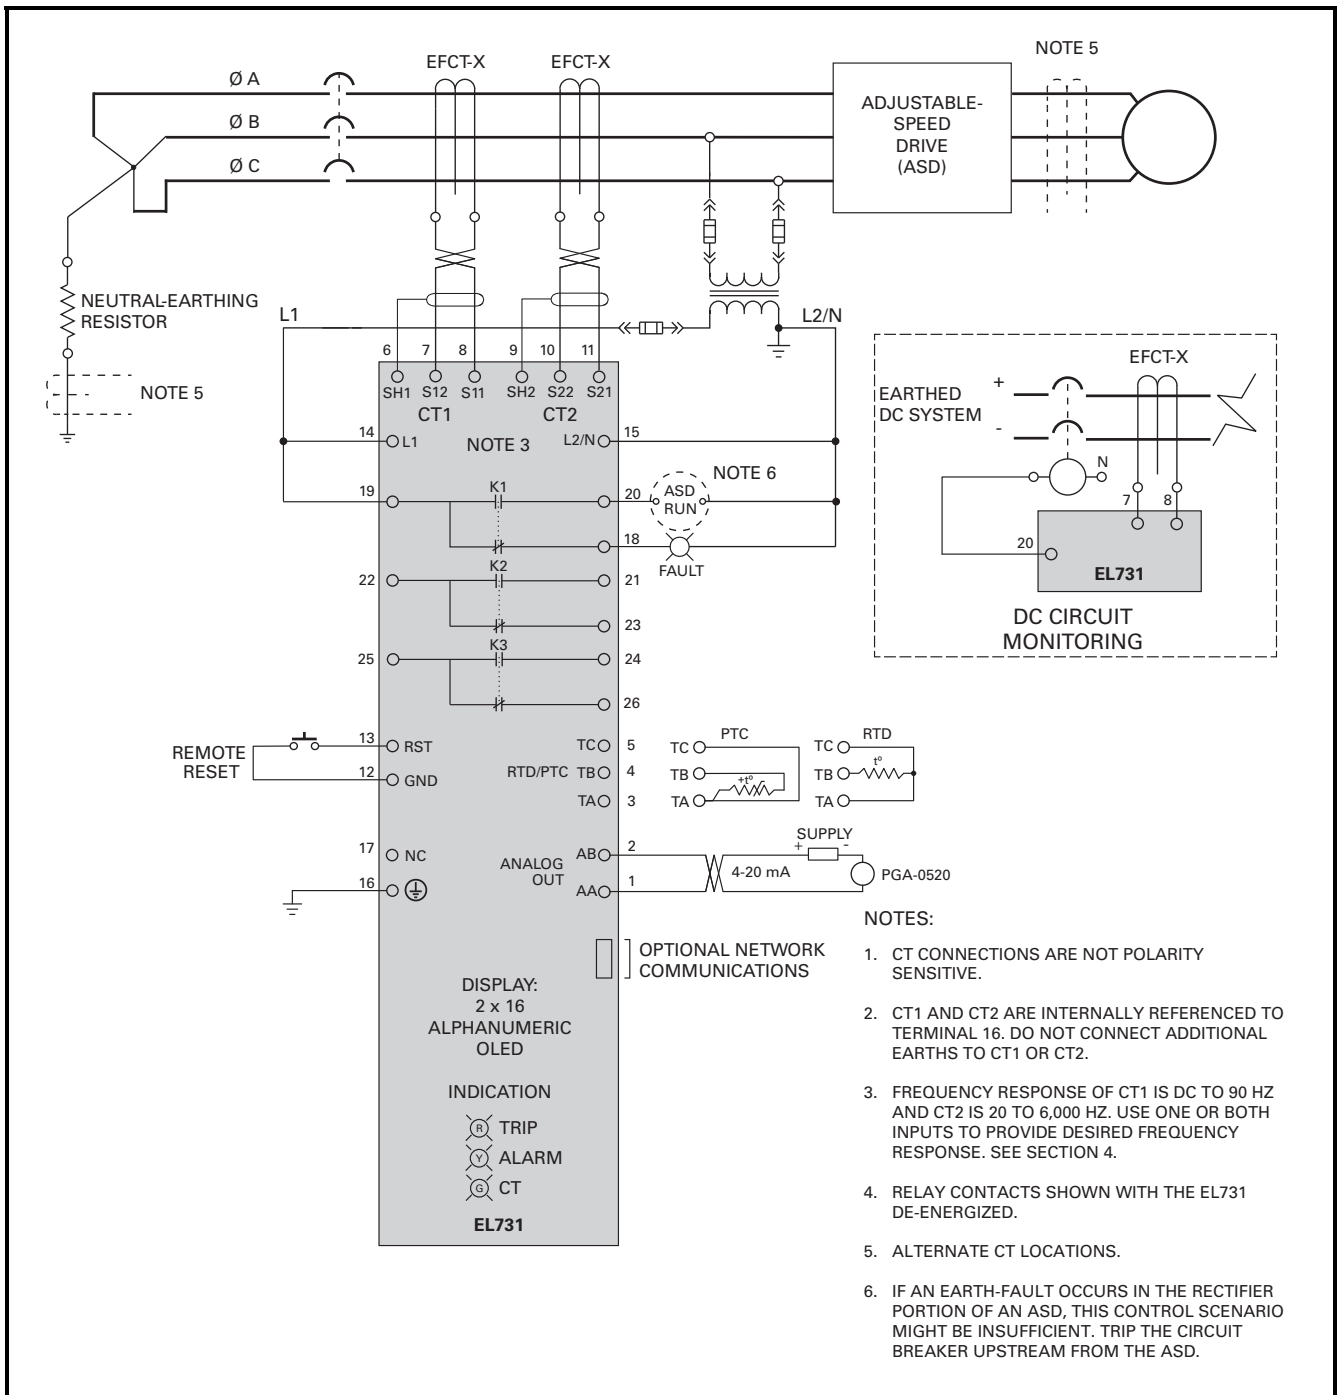 NOTE 5
EFCT-X
EFCT-X
Ø A
Ø B
Ø C
ADJUSTABLE-
SPEED
DRIVE
(ASD)
NEUTRAL-EARTHING
RESISTOR
NOTE 5
L1
L2/N
6
7
8
9
10
11
SH1
S12
S11
SH2
S22
S21
CT1
CT2
14
L1
NOTE 3
L2/N
15
19
K1
20
ASD
RUN
NOTE 6
18
FAULT
22
K2
21
23
25
K3
24
26
EFCT-X
EARTHED
DC SYSTEM
+
-
N
7
8
20
EL731
DC CIRCUIT
MONITORING
REMOTE
RESET
13
RST
12
GND
TC
5
RTD/PTC
TB
4
TA
3
PTC
TC
TB
TA
+tº
RTD
TC
TB
TA
tº
17
NC
16
ANALOG
OUT
AB
2
AA
1
4-20 mA
SUPPLY
+
-
PGA-0520
OPTIONAL NETWORK
COMMUNICATIONS
DISPLAY:
2 x 16
ALPHANUMERIC
OLED
INDICATION
R TRIP
Y ALARM
G CT
EL731
NOTES:
1. CT CONNECTIONS ARE NOT POLARITY
SENSITIVE.
2. CT1 AND CT2 ARE INTERNALLY REFERENCED TO
TERMINAL 16. DO NOT CONNECT ADDITIONAL
EARTHS TO CT1 OR CT2.
3. FREQUENCY RESPONSE OF CT1 IS DC TO 90 HZ
AND CT2 IS 20 TO 6,000 HZ. USE ONE OR BOTH
INPUTS TO PROVIDE DESIRED FREQUENCY
RESPONSE. SEE SECTION 4.
4. RELAY CONTACTS SHOWN WITH THE EL731
DE-ENERGIZED.
5. ALTERNATE CT LOCATIONS.
6. IF AN EARTH-FAULT OCCURS IN THE RECTIFIER
PORTION OF AN ASD, THIS CONTROL SCENARIO
MIGHT BE INSUFFICIENT. TRIP THE CIRCUIT
BREAKER UPSTREAM FROM THE ASD.